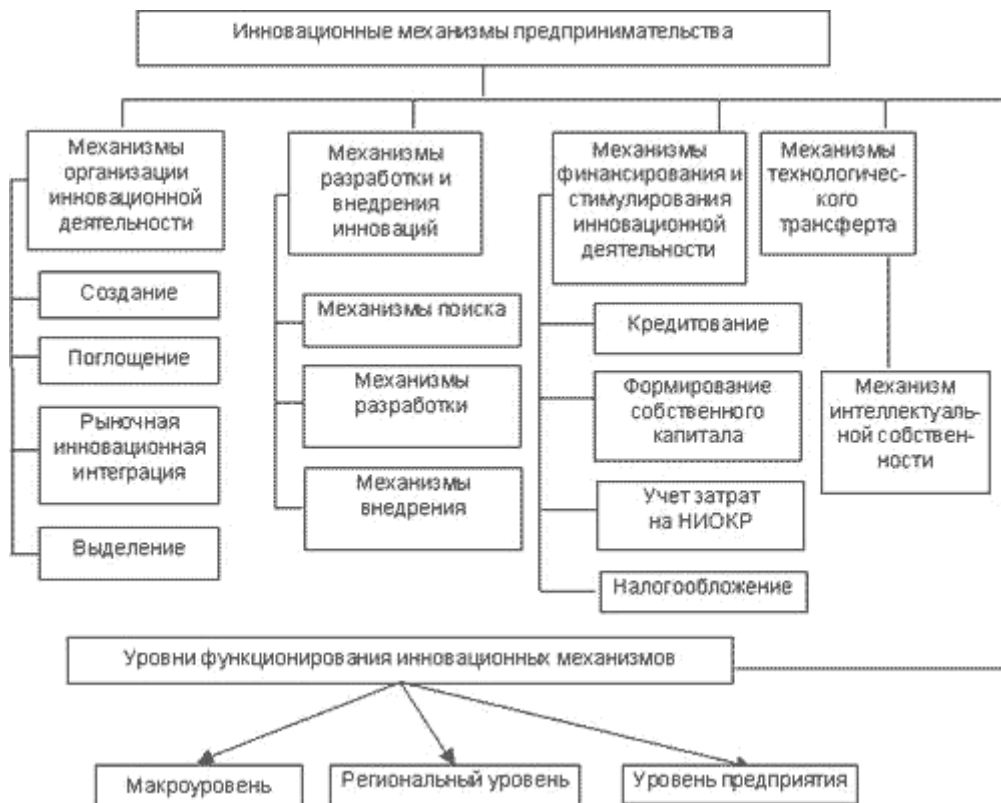 Инновационные механизмы предпринимательства
Механизмы
организации
инновационной
деятельности
Создание
Поглощение
Рыночная
инновационная
интеграция
Выделение
Механизмы
разработки и
внедрения
инноваций
Механизмы поиска
Механизмы
разработки
Механизмы
внедрения
Механизмы
финансирования и
стимулирования
инновационной
деятельности
Кредитование
Формирование
собственного
капитала
Учет затрат
на НИОКР
Налогообложение
Механизмы
технологичес-
кого
трансферта
Механизм
интеллектуаль-
ной собствен-
ности
Уровни функционирования инновационных механизмов
Макроуровень
Региональный уровень
Уровень предприятия